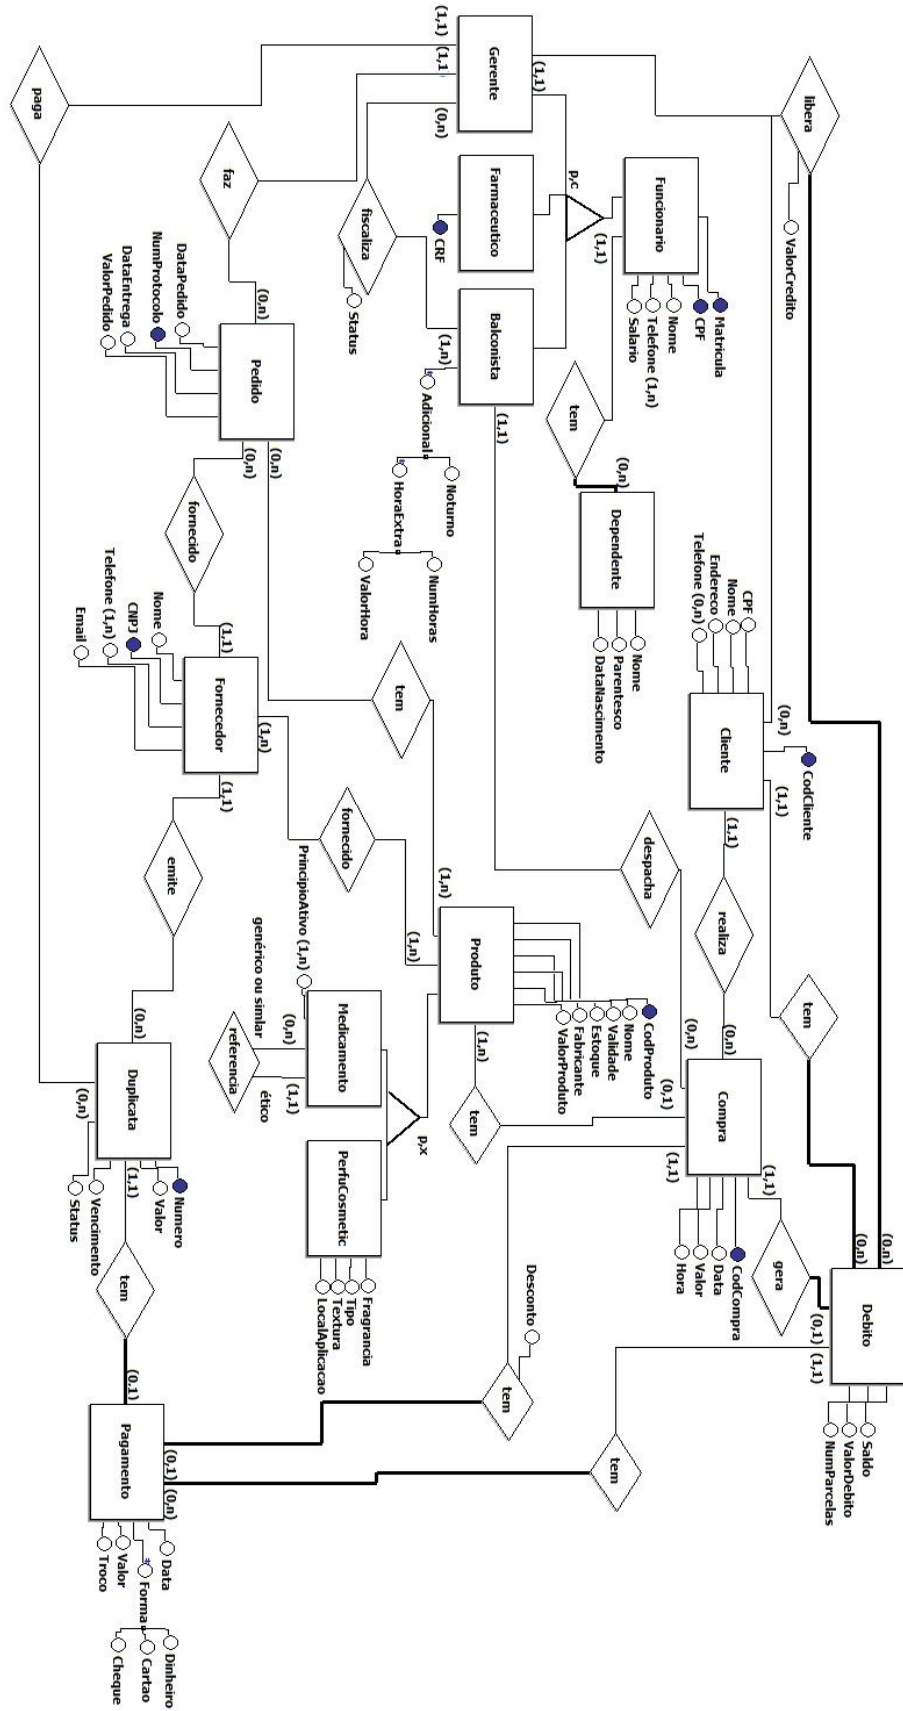 libera
ValorCredito
(1,1)
Gerente
(1,1)
(1,1)
(0,n)
paga
p,c
Funcionario
(1,1)
Matricula
CPF
Nome
Telefone (1,n)
Salario
Farmaceutico
CRF
faz
fiscaliza
Status
Balconista
(1,n)
(1,1)
Adicional
Noturno
HoraExtra
NumHoras
ValorHora
tem
(0,n)
Dependente
Nome
Parentesco
DataNascimento
(0,n)
Pedido
DataPedido
NumProtocolo
DataEntrega
ValorPedido
(0,n)
(0,n)
fornecido
(1,1)
Fornecedor
Nome
CNPJ
Telefone (1,n)
Email
(1,n)
(1,1)
tem
fornecido
emite
CPF
Nome
Endereco
Telefone (0,n)
(0,n)
Cliente
CodCliente
(1,1)
(1,1)
despacha
realiza
tem
(1,n)
(1,n)
Produto
CodProduto
Nome
Validade
Estoque
Fabricante
ValorProduto
(1,n)
tem
p,x
PrincipioAtivo (1,n)
Medicamento
genérico ou similar
(0,n)
referencia
ético
(1,1)
PerfuCosmetic
Fragrancia
Tipo
Textura
LocalAplicacao
(0,n)
(0,n)
(0,1)
Compra
(1,1)
(1,1)
CodCompra
Data
Valor
Hora
gera
(0,n)
(0,n)
Debito
(0,1)
(1,1)
Saldo
ValorDebito
NumParcelas
(0,n)
Duplicata
(0,n)
(1,1)
Numero
Valor
Vencimento
Status
tem
Desconto
tem
tem
(0,1)
Pagamento
(0,1)
(0,n)
Data
Forma
Valor
Troco
Dinheiro
Cartao
Cheque